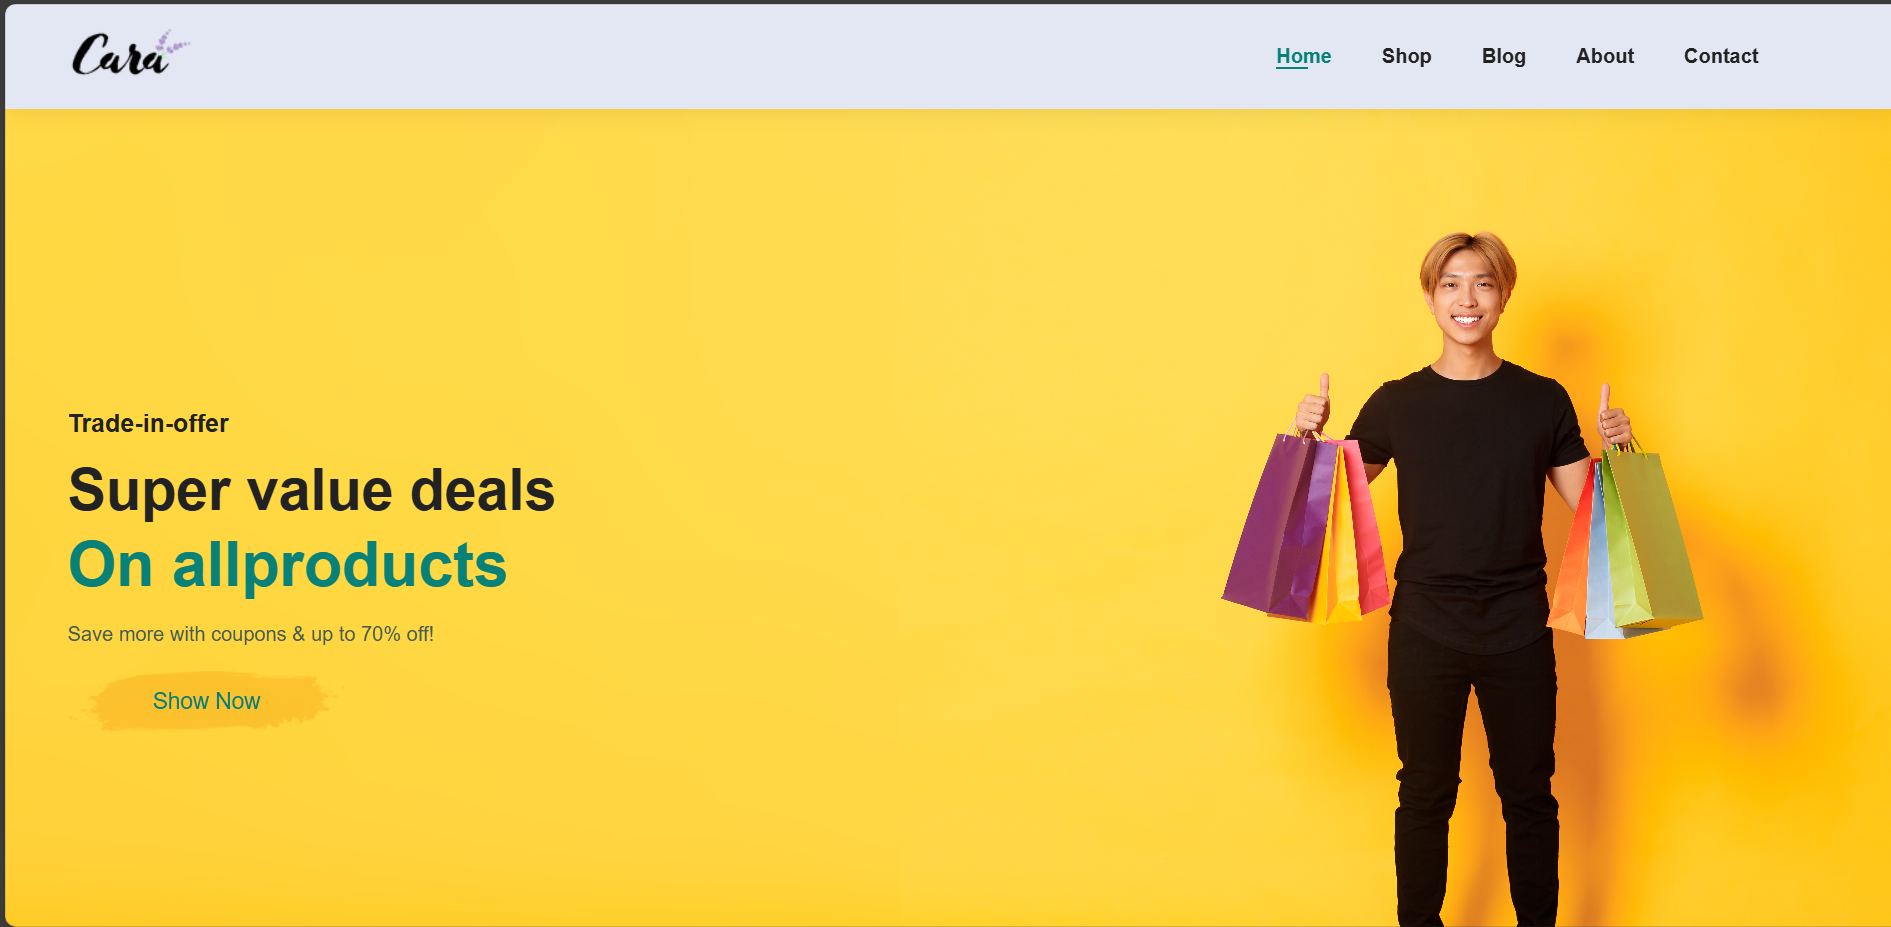 Cara
Home Shop Blog About Contact
Trade-in-offer
Super value deals
On allproducts
Save more with coupons & up to 70% off!
Show Now